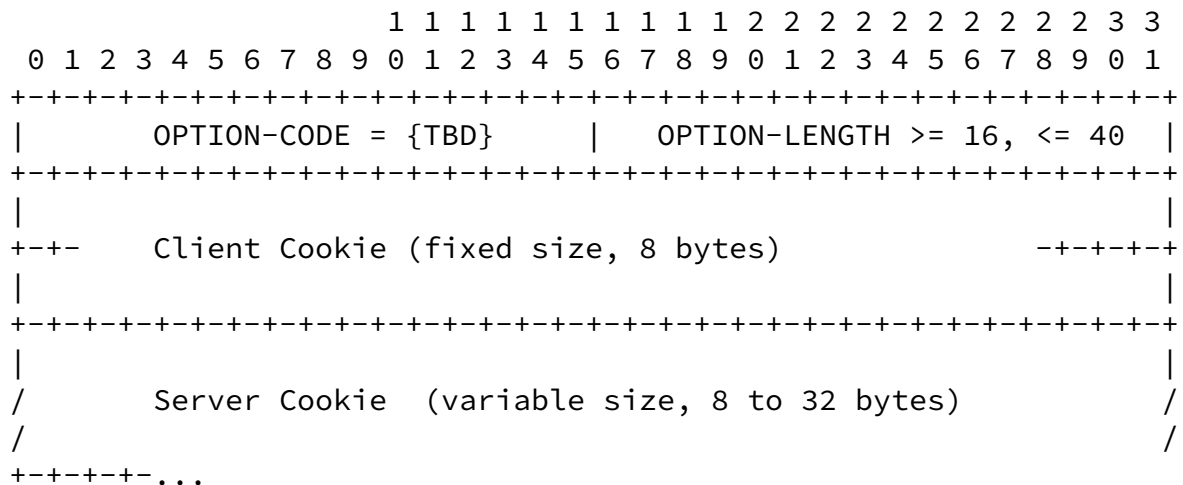 1 1 1 1 1 1 1 1 1 1 2 2 2 2 2 2 2 2 2 2 3 3
 0 1 2 3 4 5 6 7 8 9 0 1 2 3 4 5 6 7 8 9 0 1 2 3 4 5 6 7 8 9 0 1
+-+-+-+-+-+-+-+-+-+-+-+-+-+-+-+-+-+-+-+-+-+-+-+-+-+-+-+-+-+-+-+-+
|       OPTION-CODE = {TBD}     |   OPTION-LENGTH >= 16, <= 40  |
+-+-+-+-+-+-+-+-+-+-+-+-+-+-+-+-+-+-+-+-+-+-+-+-+-+-+-+-+-+-+-+-+
|                                                               |
+-+-    Client Cookie (fixed size, 8 bytes)              -+-+-+-+
|                                                               |
+-+-+-+-+-+-+-+-+-+-+-+-+-+-+-+-+-+-+-+-+-+-+-+-+-+-+-+-+-+-+-+-+
|                                                               |
/       Server Cookie  (variable size, 8 to 32 bytes)           /
/                                                               /
+-+-+-+-...